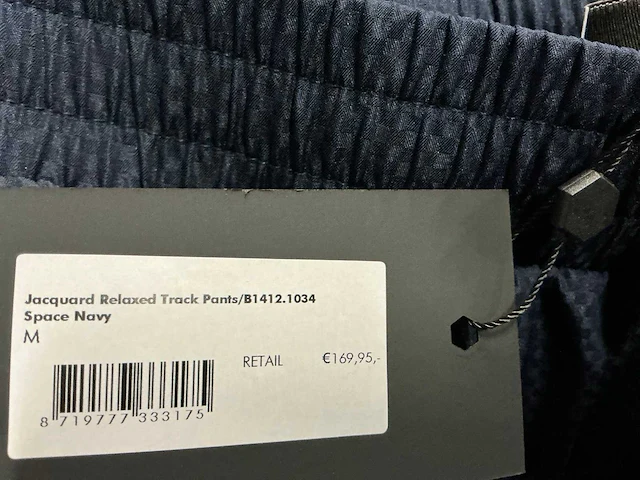 Jacquard Relaxed Track Pants/B1412.1034
Space Navy
M
RETAIL €169,95,-
8 719777 333175